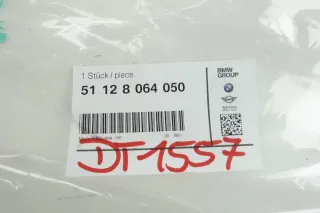 1 Stück / piece
51 12 8 064 050
BMW
GROUP
DT1557